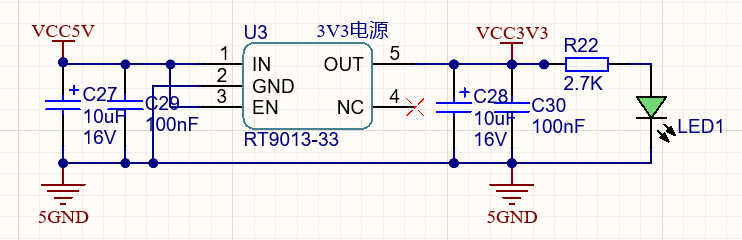 VCC5V
U3
3V3电源
VCC3V3
1
IN
OUT
5
R22
2
GND
2.7K
3
EN
NC
4
C27
10uF
16V
C29
100nF
C28
10uF
16V
C30
100nF
LED1
RT9013-33
5GND
5GND